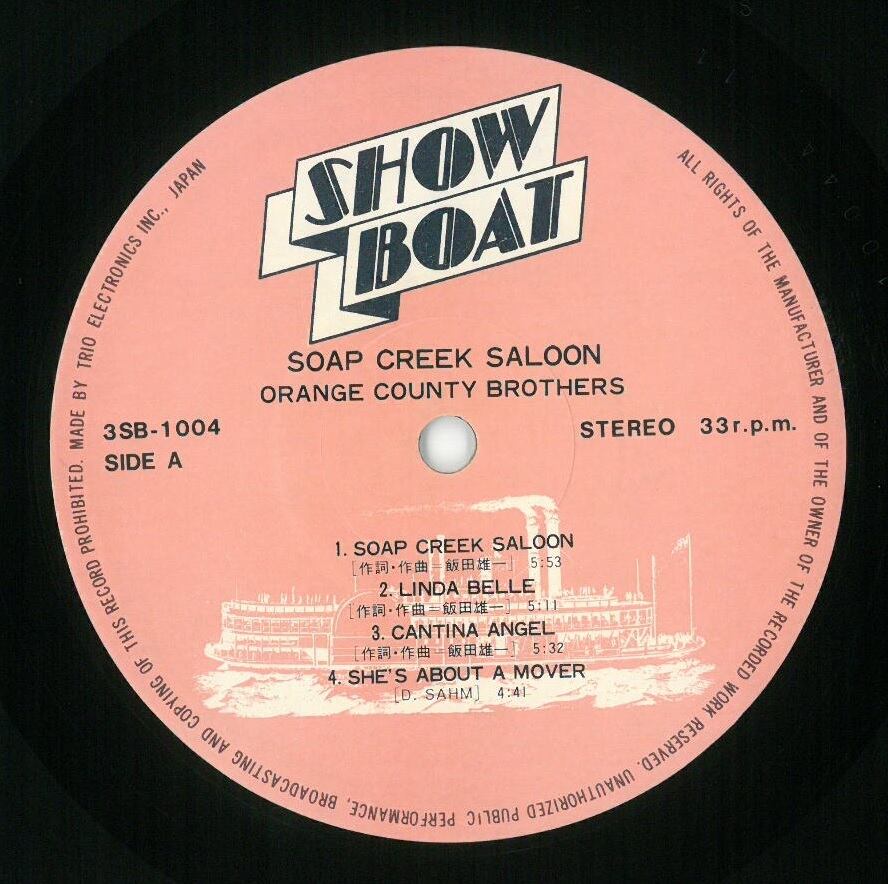 SHOW
BOAT
SOAP CREEK SALOON
ORANGE COUNTY BROTHERS
3SB-1004
SIDE A
STEREO 33r.p.m.
1. SOAP CREEK SALOON
[作詞・作曲＝飯田雄一] 5:53
2. LINDA BELLE
[作詞・作曲＝飯田雄一] 5:11
3. CANTINA ANGEL
[作詞・作曲＝飯田雄一] 5:32
4. SHE'S ABOUT A MOVER
[D. SAHM] 4:41
ALL RIGHTS OF THE MANUFACTURER AND OF THE OWNER OF THE RECORDED WORK RESERVED. UNAUTHORIZED PUBLIC PERFORMANCE, BROADCASTING AND COPYING OF THIS RECORD PROHIBITED. MADE BY TRIO ELECTRONICS INC., JAPAN